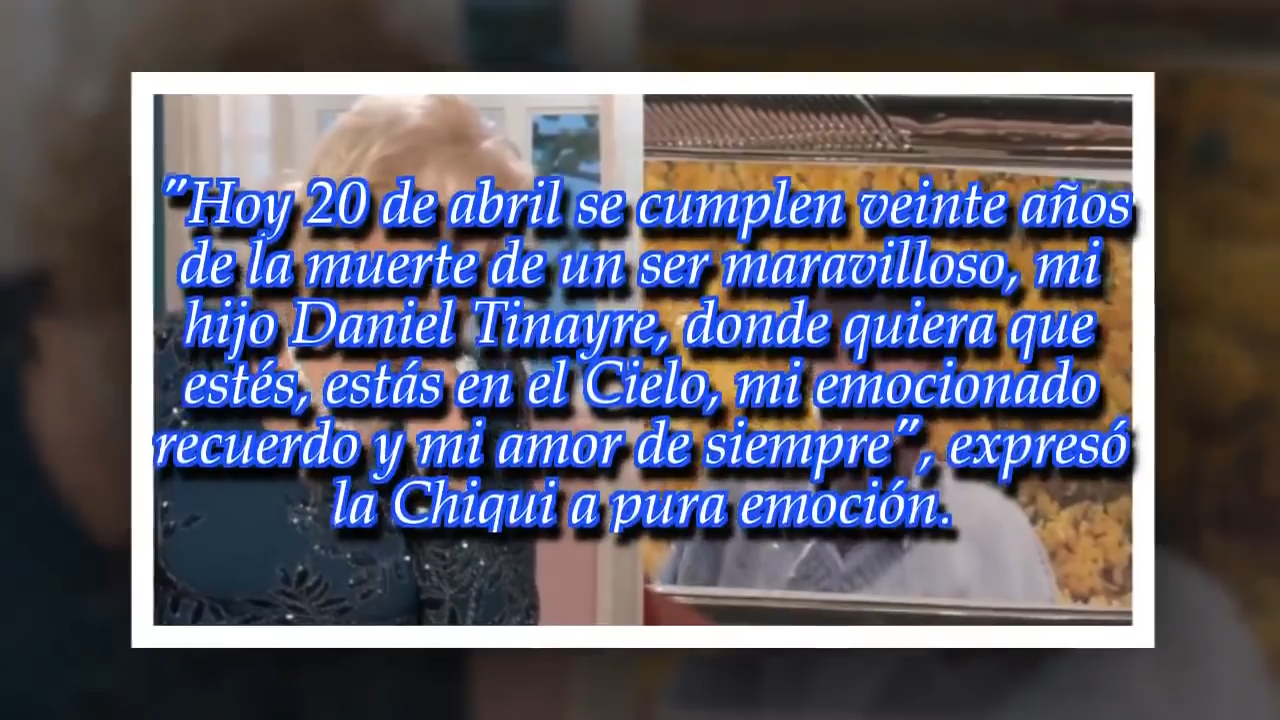 "Hoy 20 de abril se cumplen veinte años
de la muerte de un ser maravilloso, mi
hijo Daniel Tinayre, donde quiera que
estés, estás en el Cielo, mi emocionado
recuerdo y mi amor de siempre", expresó
la Chiqui a pura emoción.